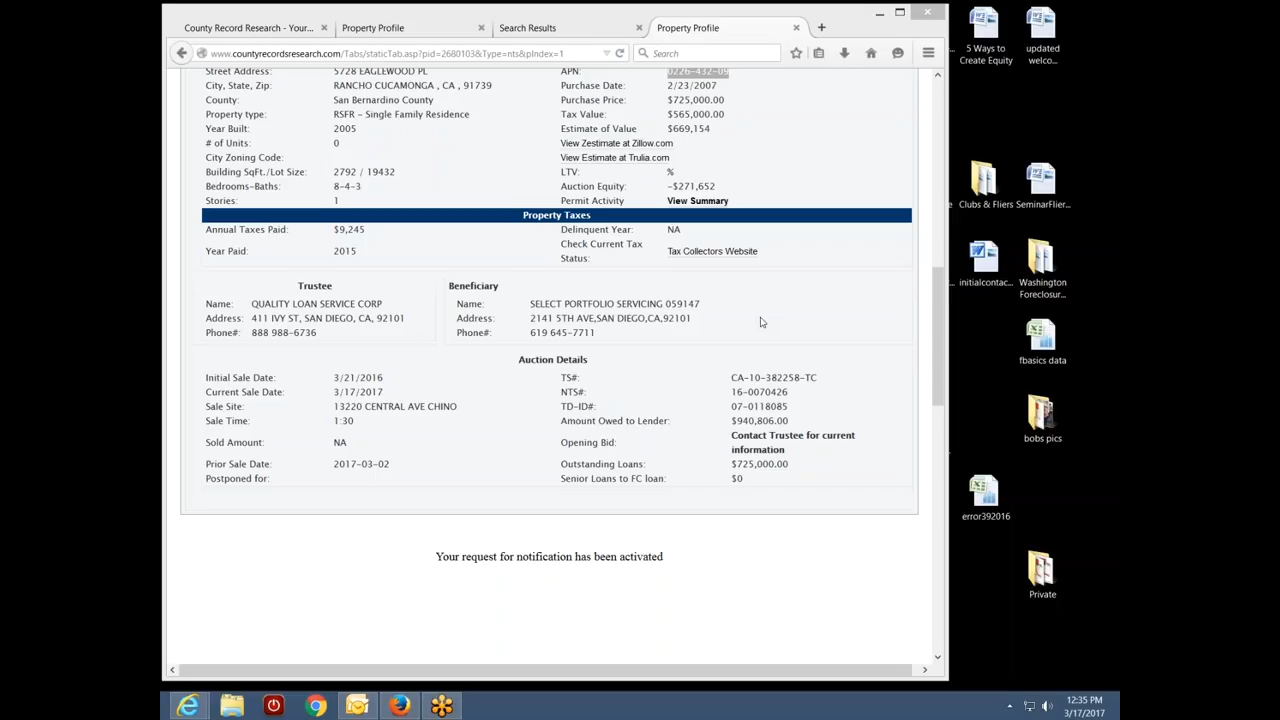 County Record Research - Your...
Property Profile
Search Results
Property Profile
www.countyrecordsresearch.com/Tabs/staticTab.asp?pid=2680103&Type=nts&pIndex=1
Search
Street Address: 5728 EAGLEWOOD PL APN: 0226-432-09
City, State, Zip: RANCHO CUCAMONGA , CA , 91739 Purchase Date: 2/23/2007
County: San Bernardino County Purchase Price: $725,000.00
Property type: RSFR - Single Family Residence Tax Value: $565,000.00
Year Built: 2005 Estimate of Value $669,154
# of Units: 0 View Zestimate at Zillow.com
City Zoning Code: View Estimate at Trulia.com
Building SqFt./Lot Size: 2792 / 19432 LTV: %
Bedrooms-Baths: 8-4-3 Auction Equity: -$271,652
Stories: 1 Permit Activity View Summary
Property Taxes
Annual Taxes Paid: $9,245 Delinquent Year: NA
Year Paid: 2015 Check Current Tax
Status: Tax Collectors Website
Trustee Beneficiary
Name: QUALITY LOAN SERVICE CORP Name: SELECT PORTFOLIO SERVICING 059147
Address: 411 IVY ST, SAN DIEGO, CA, 92101 Address: 2141 5TH AVE,SAN DIEGO,CA,92101
Phone#: 888 988-6736 Phone#: 619 645-7711
Auction Details
Initial Sale Date: 3/21/2016 TS#: CA-10-382258-TC
Current Sale Date: 3/17/2017 NTS#: 16-0070426
Sale Site: 13220 CENTRAL AVE CHINO TD-ID#: 07-0118085
Sale Time: 1:30 Amount Owed to Lender: $940,806.00
Sold Amount: NA Opening Bid: Contact Trustee for current
information
Prior Sale Date: 2017-03-02 Outstanding Loans: $725,000.00
Postponed for: Senior Loans to FC loan: $0
Your request for notification has been activated
5 Ways to
Create Equity
updated
welco...
Clubs & Fliers
SeminarFlier...
initialcontac...
Washington
Foreclosur...
fbasics data
bobs pics
error392016
Private
12:35 PM
3/17/2017